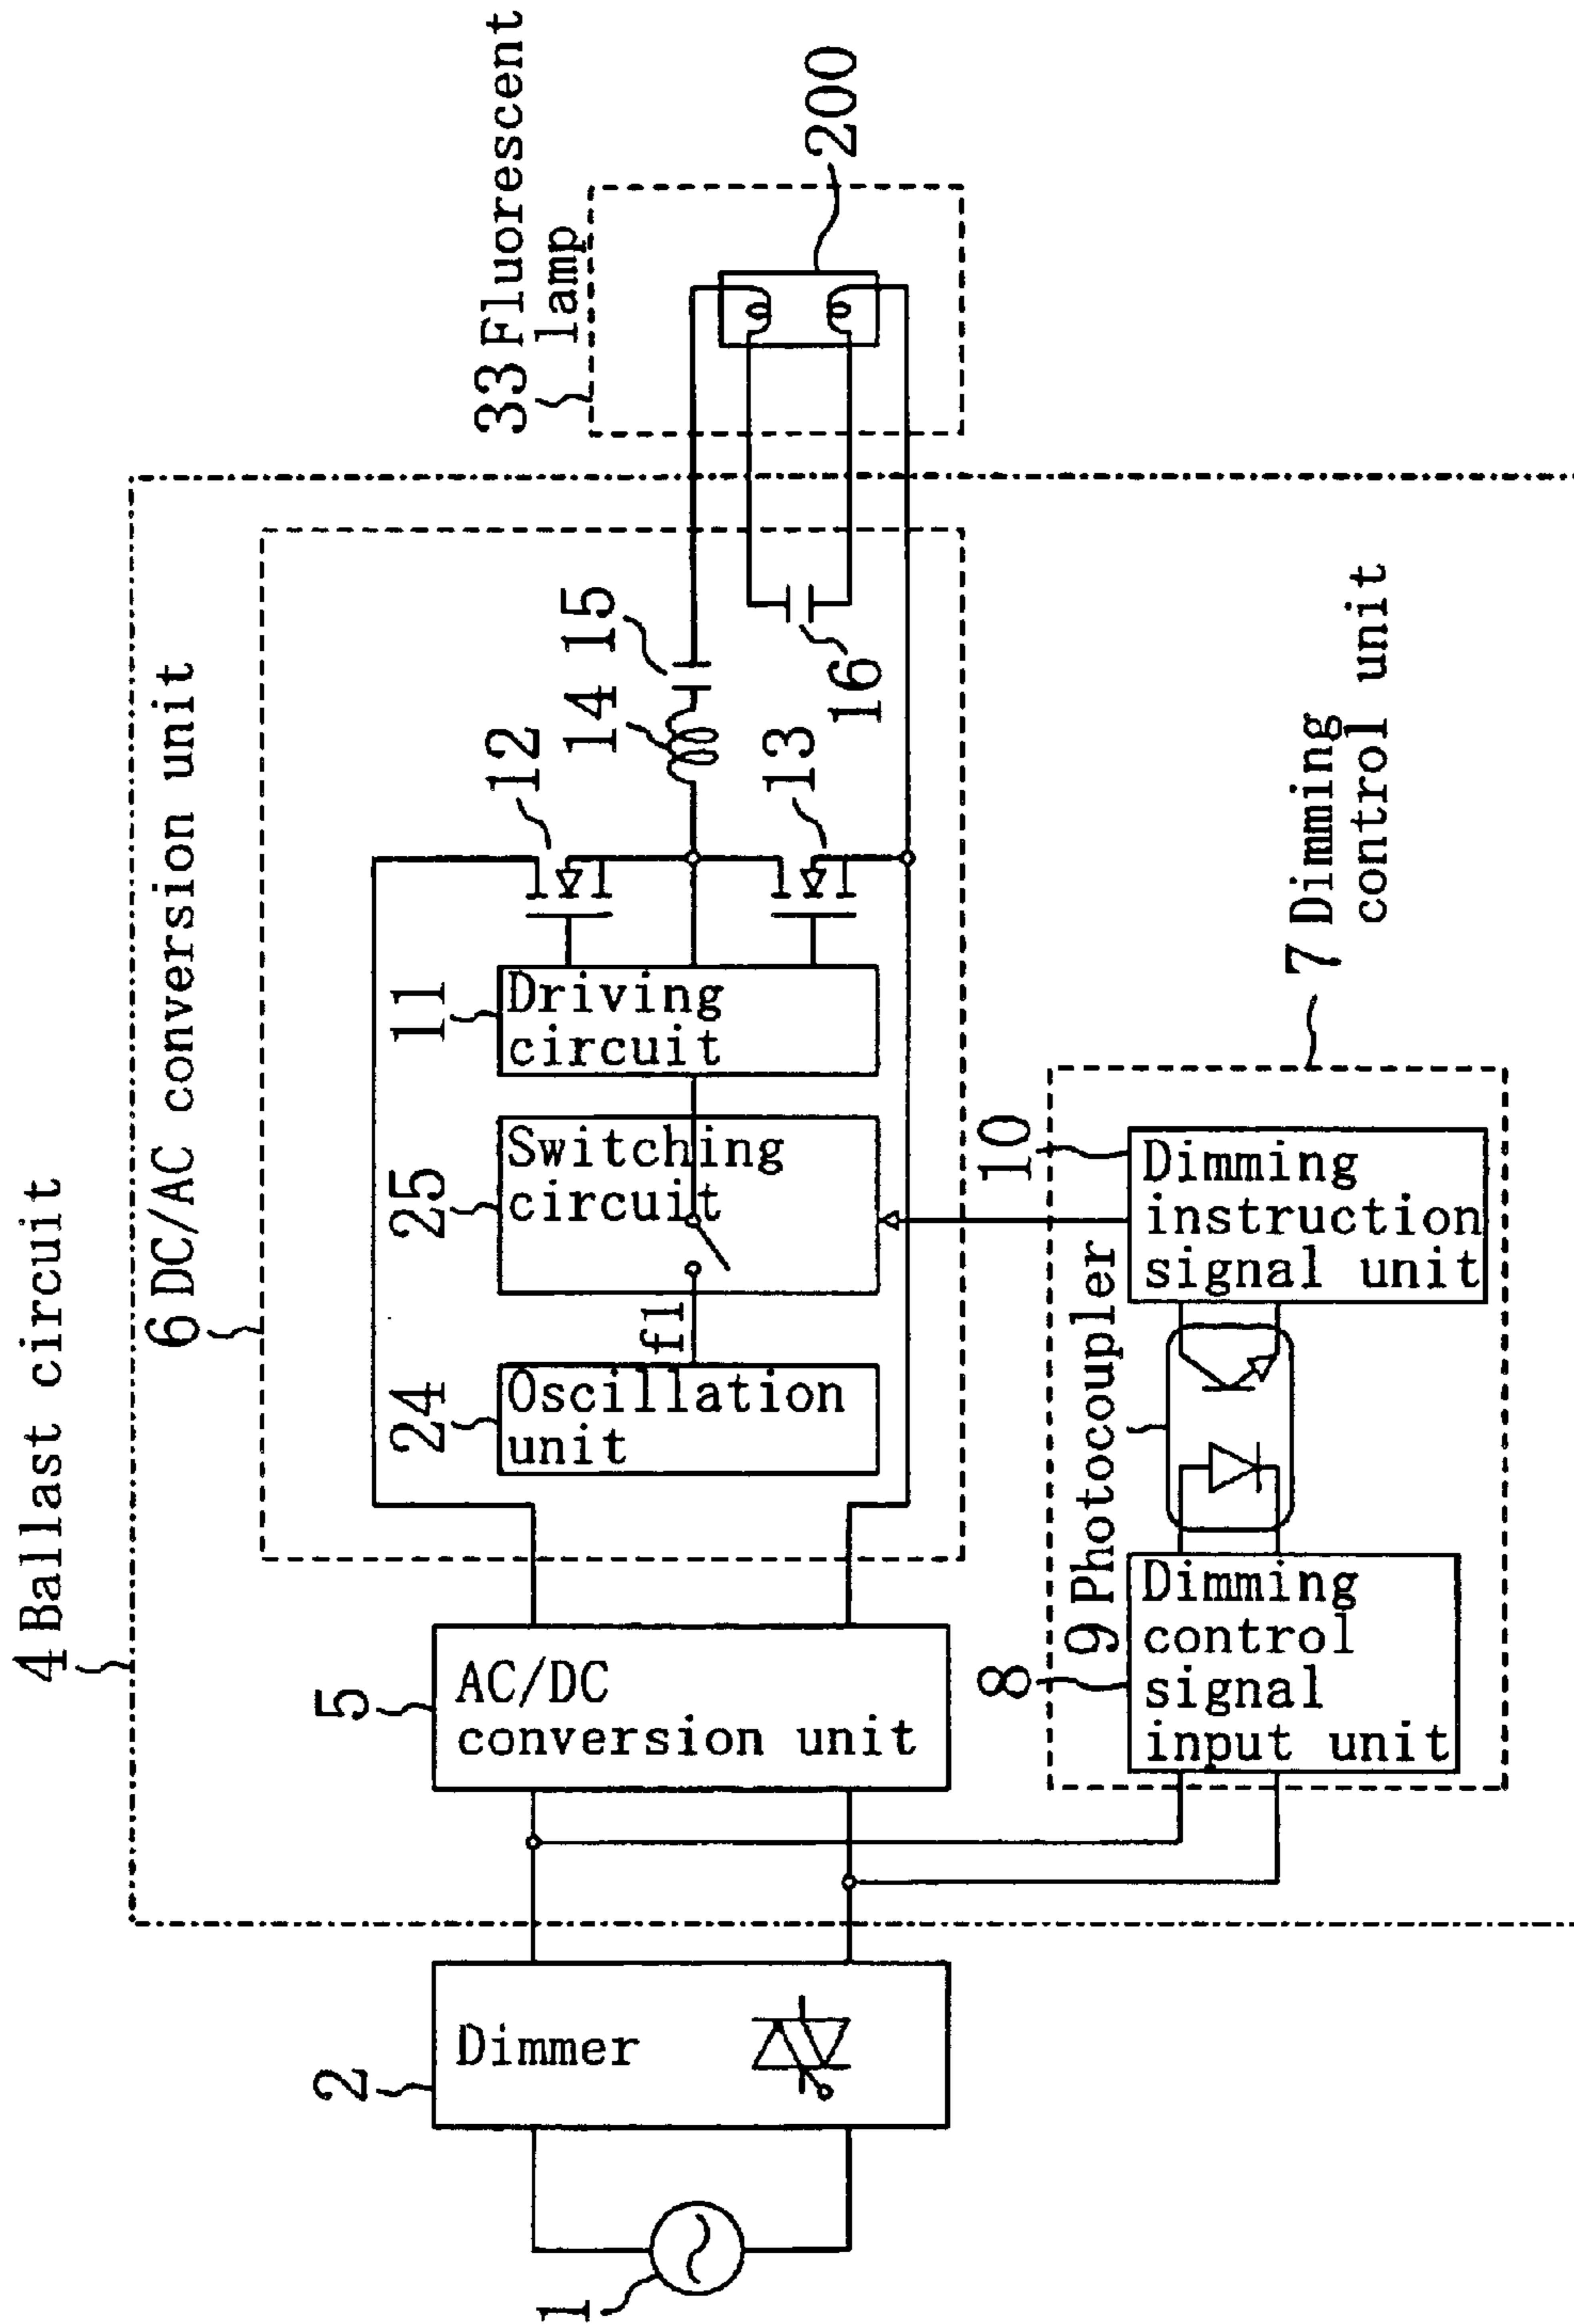 4 Ballast circuit
6 DC/AC conversion unit
33 Fluorescent
lamp
200
1
2
Dimmer
5
AC/DC
conversion unit
24
Oscillation
unit
f1
25
Switching
circuit
11
Driving
circuit
12
13
14
15
16
7 Dimming
control unit
8
Dimming
control
signal
input unit
9 Photocoupler
10
Dimming
instruction
signal unit